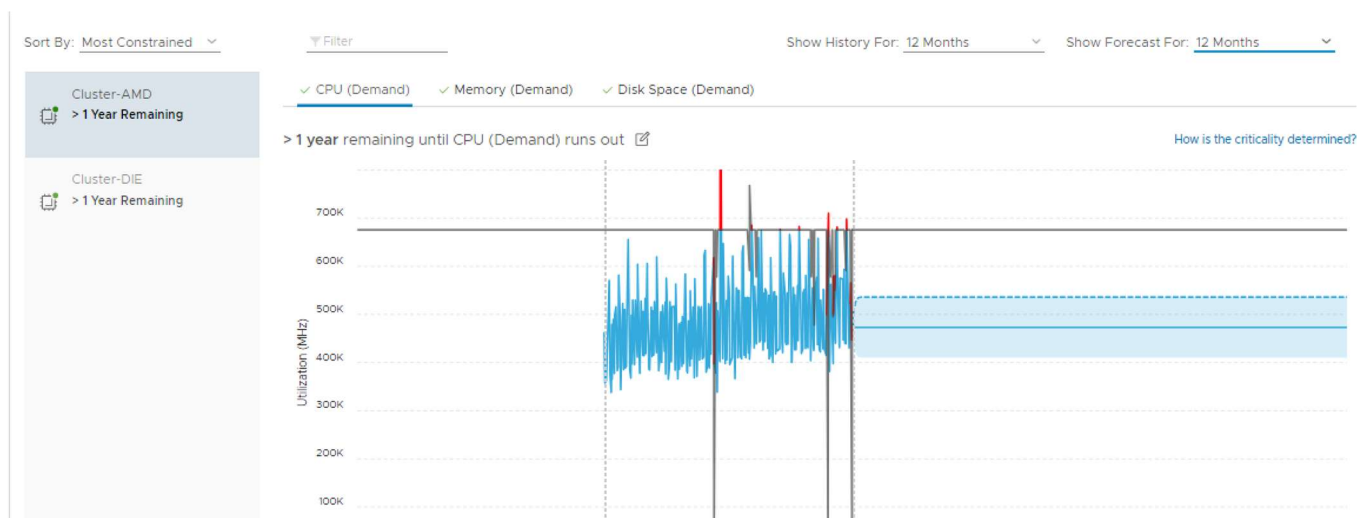 Sort By: Most Constrained
Filter
Show History For: 12 Months
Show Forecast For: 12 Months
Cluster-AMD
> 1 Year Remaining
Cluster-DIE
> 1 Year Remaining
CPU (Demand)
Memory (Demand)
Disk Space (Demand)
> 1 year remaining until CPU (Demand) runs out
How is the criticality determined?
Utilization (MHz)
700K
600K
500K
400K
300K
200K
100K